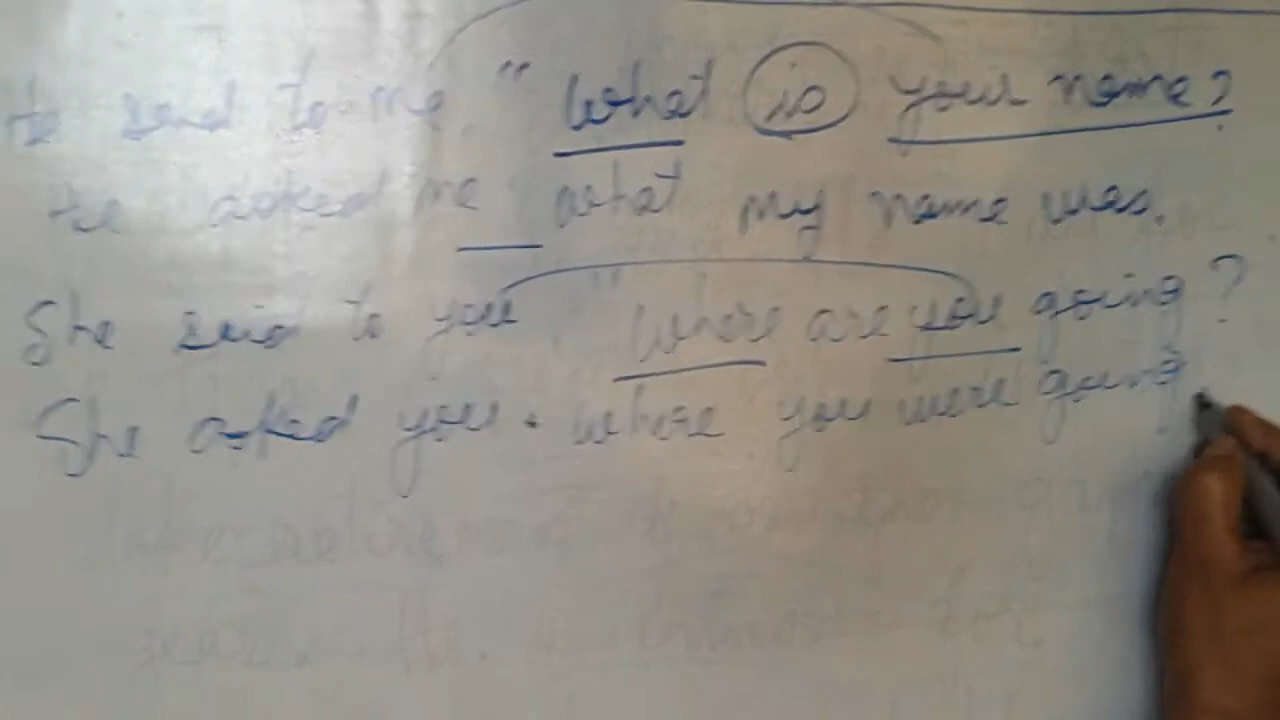 He said to me " What is your name?
He asked me what my name was.
She said to you " Where are you going?
She asked you where you were going